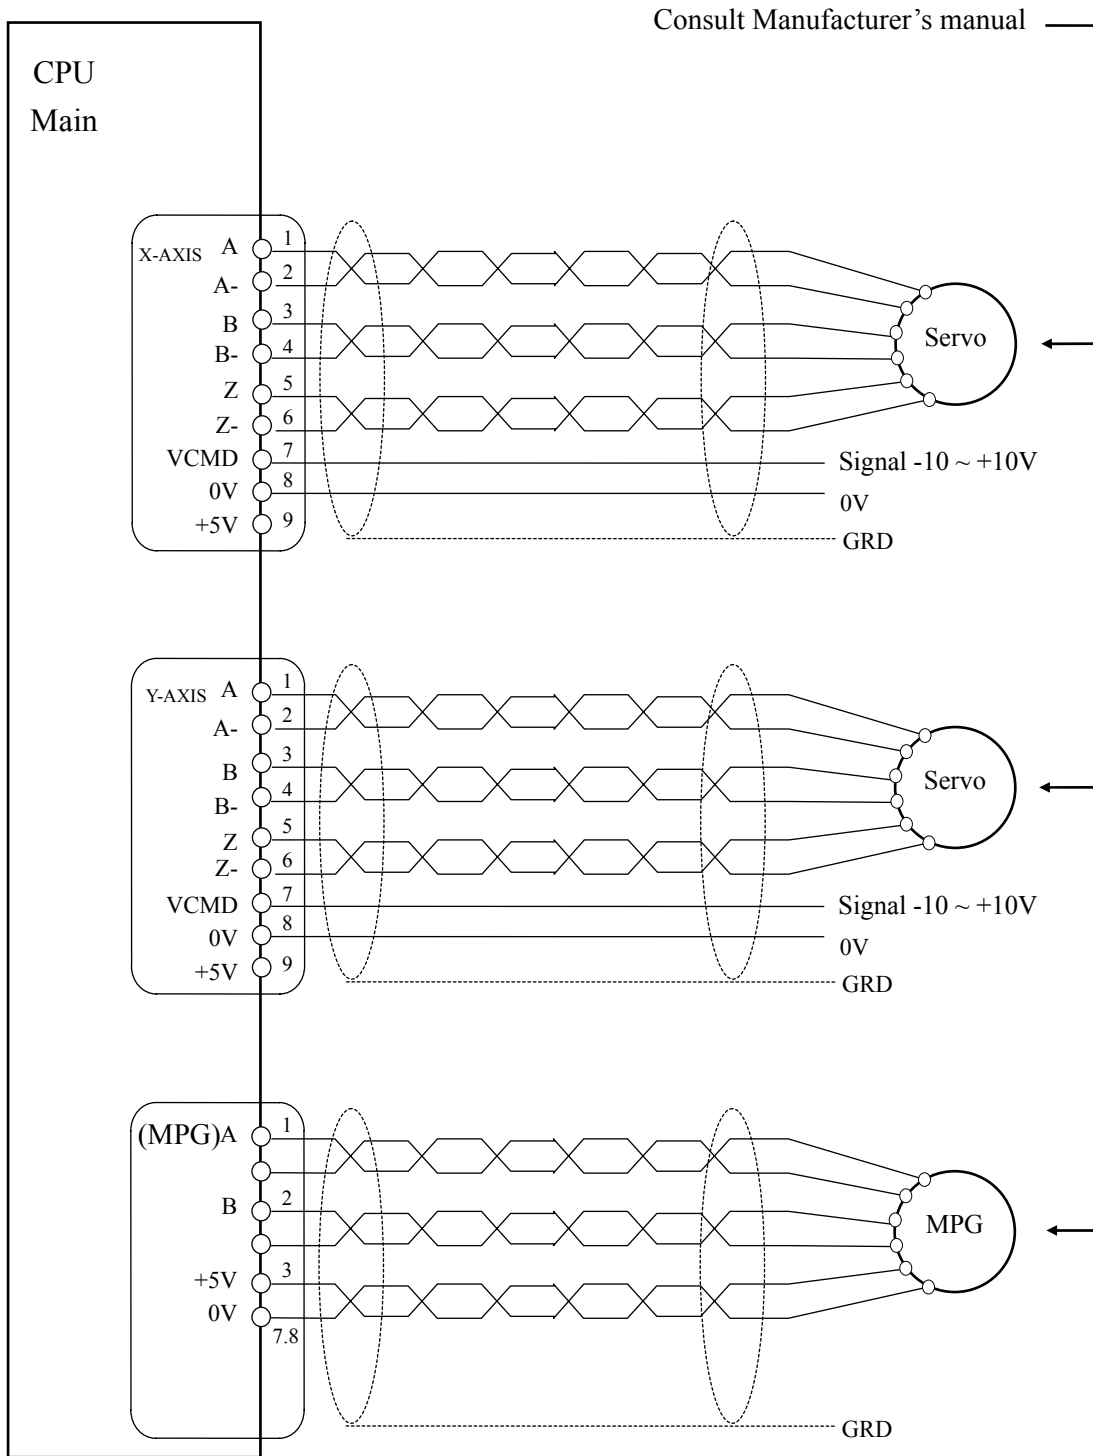 Consult Manufacturer's manual
CPU
Main
X-AXIS A 1
A- 2
B 3
B- 4
Servo
Z 5
Z- 6
VCMD 7 Signal -10 ~ +10V
0V 8 0V
+5V 9
GRD
Y-AXIS A 1
A- 2
B 3
B- 4
Servo
Z 5
Z- 6
VCMD 7 Signal -10 ~ +10V
0V 8 0V
+5V 9
GRD
(MPG)A 1
B 2
MPG
+5V 3
0V 7.8
GRD